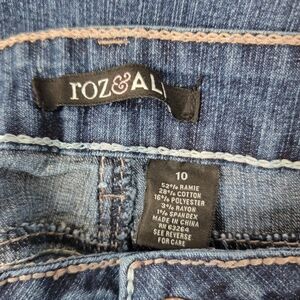 roz&ALI
10
52% RAMIE
28% COTTON
16% POLYESTER
3% RAYON
1% SPANDEX
MADE IN CHINA
RN 63264
SEE REVERSE
FOR CARE